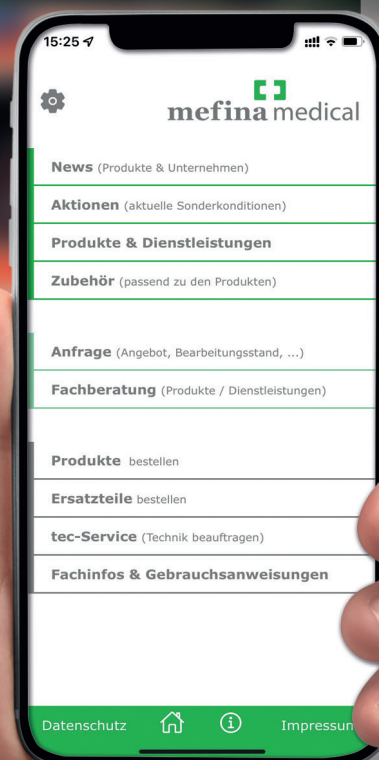 15:25
mefina medical
News (Produkte & Unternehmen)
Aktionen (aktuelle Sonderkonditionen)
Produkte & Dienstleistungen
Zubehör (passend zu den Produkten)
Anfrage (Angebot, Bearbeitungsstand, ...)
Fachberatung (Produkte / Dienstleistungen)
Produkte bestellen
Ersatzteile bestellen
tec-Service (Technik beauftragen)
Fachinfos & Gebrauchsanweisungen
Datenschutz Impressum